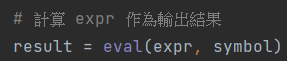 # 計算 expr 作為輸出結果
result = eval(expr, symbol)